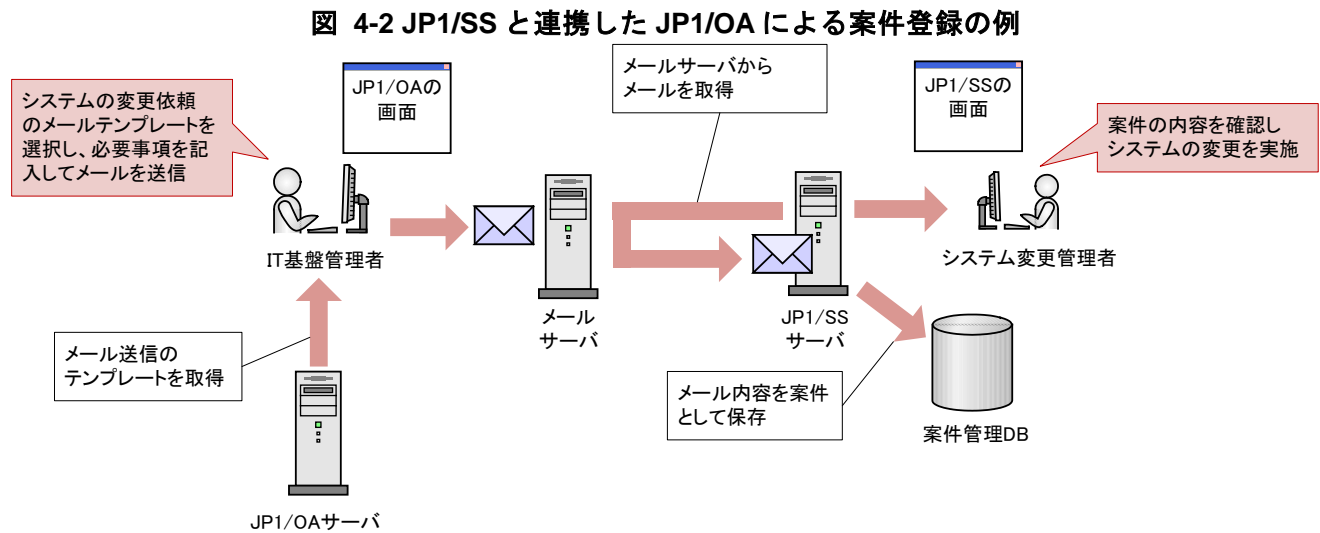 図 4-2 JP1/SS と連携した JP1/OA による案件登録の例
システムの変更依頼
のメールテンプレートを
選択し、必要事項を記
入してメールを送信
JP1/OAの
画面
メールサーバから
メールを取得
JP1/SSの
画面
案件の内容を確認し
システムの変更を実施
IT基盤管理者
システム変更管理者
メール
サーバ
JP1/SS
サーバ
メール送信の
テンプレートを取得
メール内容を案件
として保存
案件管理DB
JP1/OAサーバ